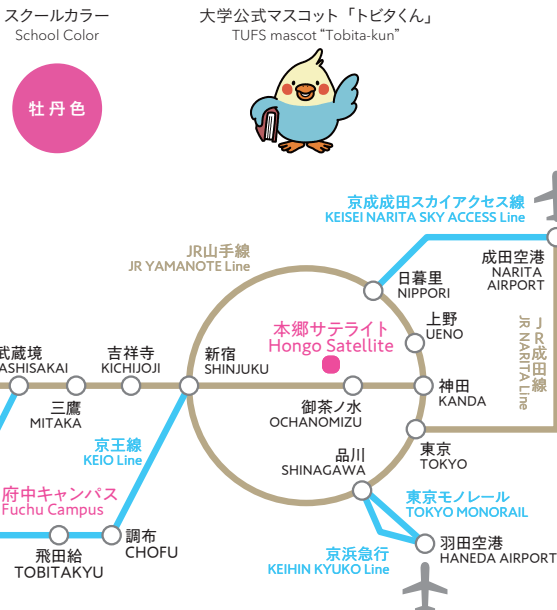 スクールカラー
School Color
大学公式マスコット「トビタくん」
TUFS mascot “Tobita-kun”
牡丹色
京成成田スカイアクセス線
KEISEI NARITA SKY ACCESS Line
JR山手線
JR YAMANOTE Line
成田空港
NARITA
AIRPORT
日暮里
NIPPORI
上野
UENO
本郷サテライト
Hongo Satellite
JR成田線
JR NARITA Line
武蔵境
ASHISAKAI
吉祥寺
KICHIJOJI
新宿
SHINJUKU
三鷹
MITAKA
御茶ノ水
OCHANOMIZU
神田
KANDA
京王線
KEIO Line
品川
SHINAGAWA
東京
TOKYO
府中キャンパス
Fuchu Campus
東京モノレール
TOKYO MONORAIL
飛田給
TOBITAKYU
調布
CHOFU
京浜急行
KEIHIN KYUKO Line
羽田空港
HANEDA AIRPORT